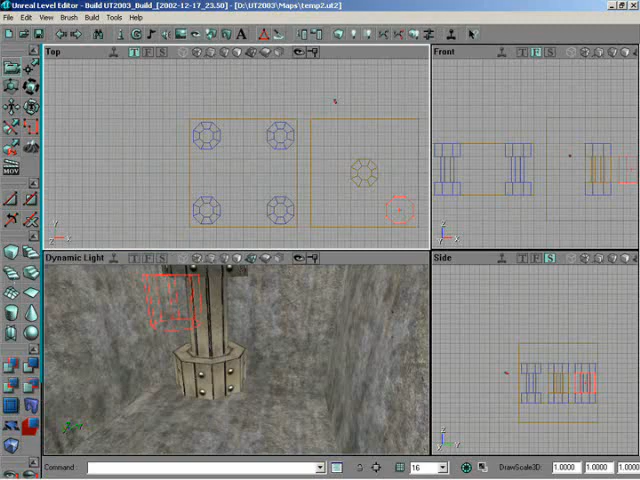 Unreal Level Editor - Build UT2003_Build_[2002-12-17_23.50] - [D:\UT2003\Maps\temp2.ut2]
File Edit View Brush Build Tools Help
Top T F S
Front T F S
MOV
Y X
Z X
Dynamic Light T F S
Side T F S
Z Y
Command : 16 DrawScale3D: 1.0000 1.0000 1.0000